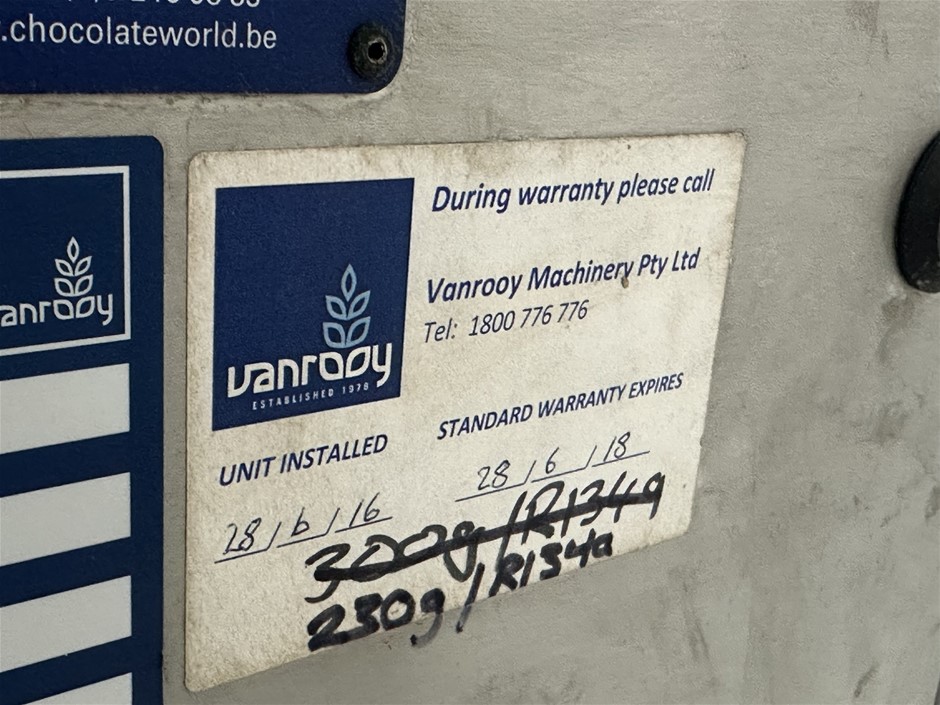 .chocolateworld.be
vanrooy
During warranty please call
Vanrooy Machinery Pty Ltd
Tel: 1800 776 776
vanrooy
ESTABLISHED 1978
UNIT INSTALLED
28/6/16
STANDARD WARRANTY EXPIRES
28/6/18
300g/R134a
230g/R134a